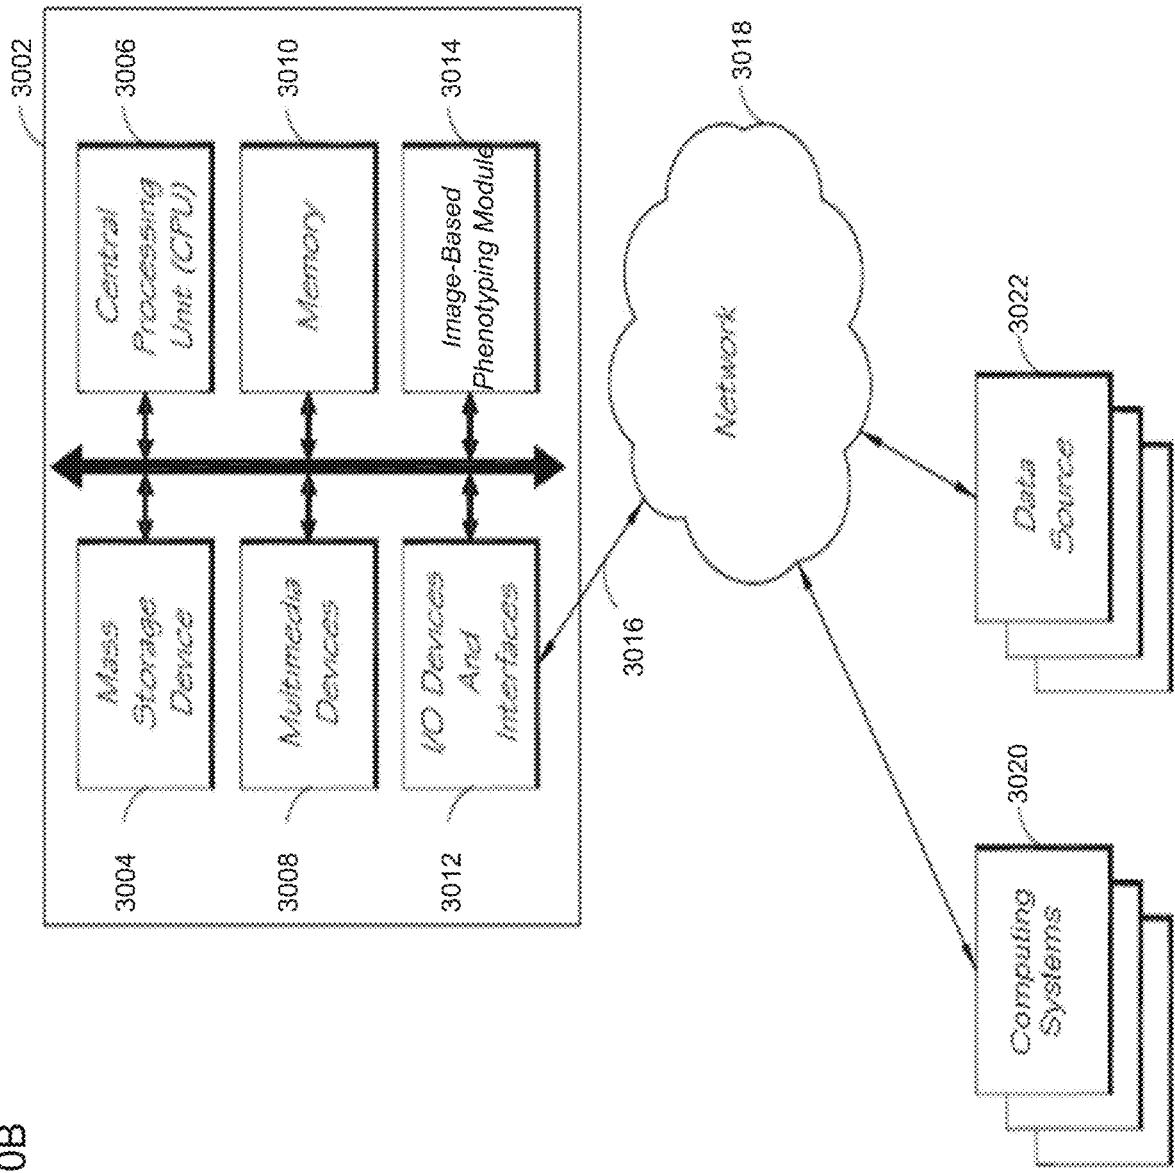 0B
3002
3004
Mass
Storage
Device
Central
Processing
Unit (CPU)
3006
3008
Multimedia
Devices
Memory
3010
3012
I/O Devices
And
Interfaces
Image-Based
Phenotyping Module
3014
3016
Network
3018
Computing
Systems
3020
Data
Source
3022